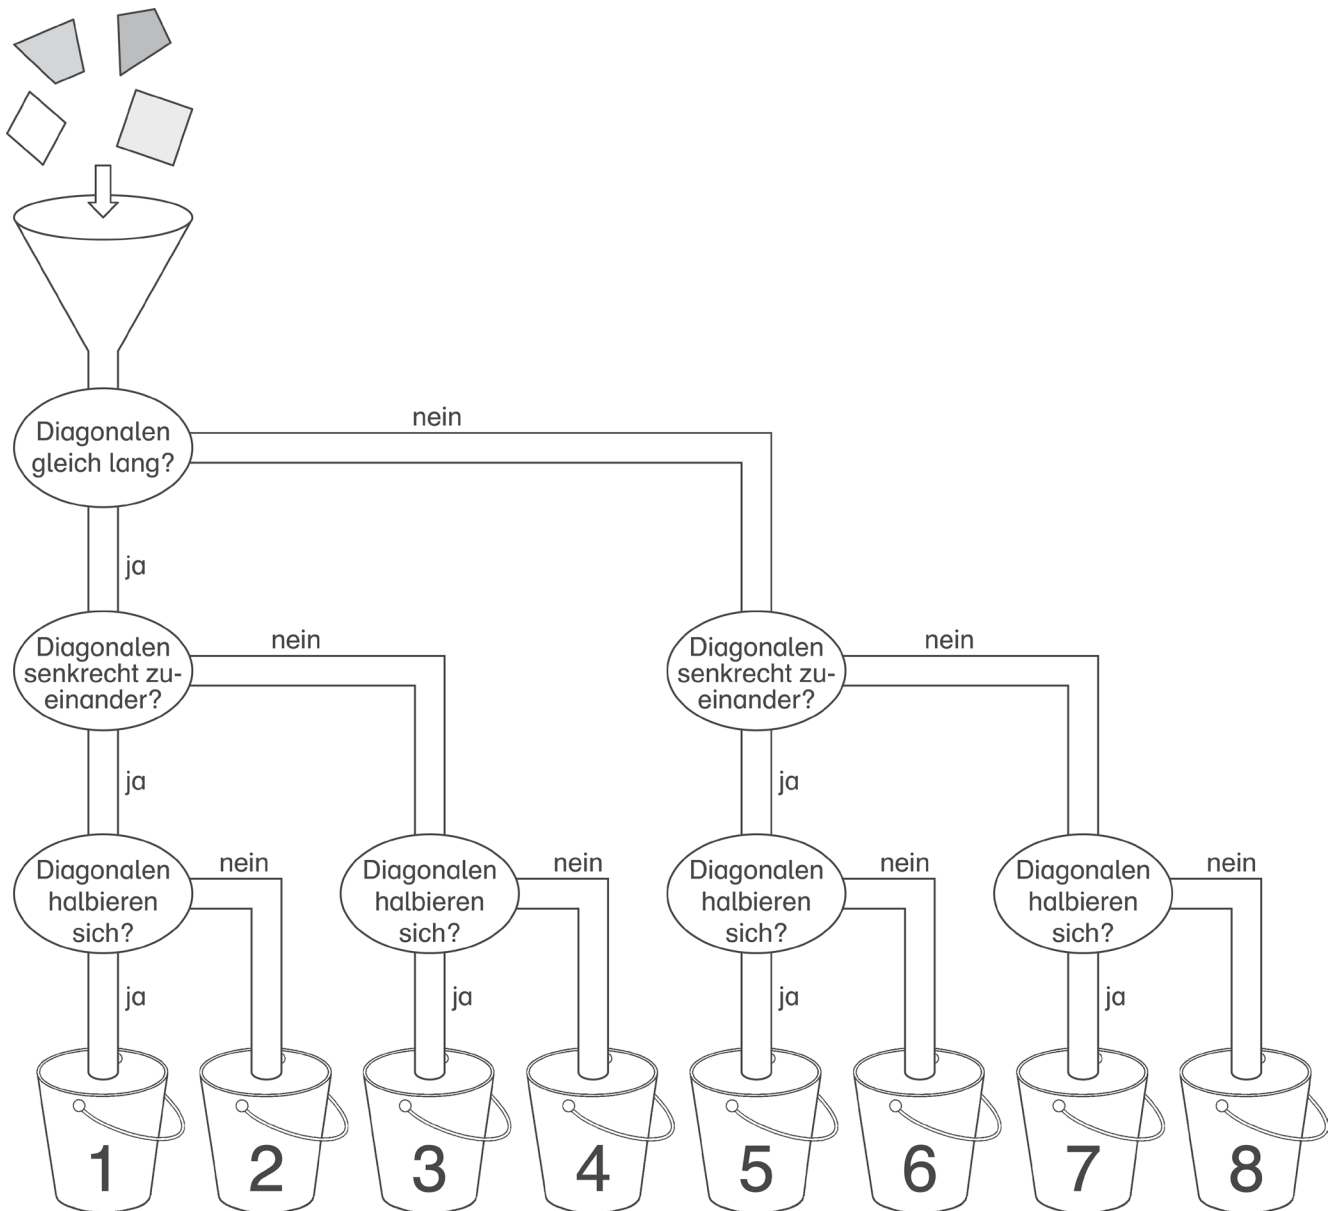 nein
Diagonalen
gleich lang?
ja
nein
nein
Diagonalen
senkrecht zu-
einander?
Diagonalen
senkrecht zu-
einander?
ja
ja
nein
nein
nein
nein
Diagonalen
halbieren
sich?
Diagonalen
halbieren
sich?
Diagonalen
halbieren
sich?
Diagonalen
halbieren
sich?
ja
ja
ja
ja
1
2
3
4
5
6
7
8